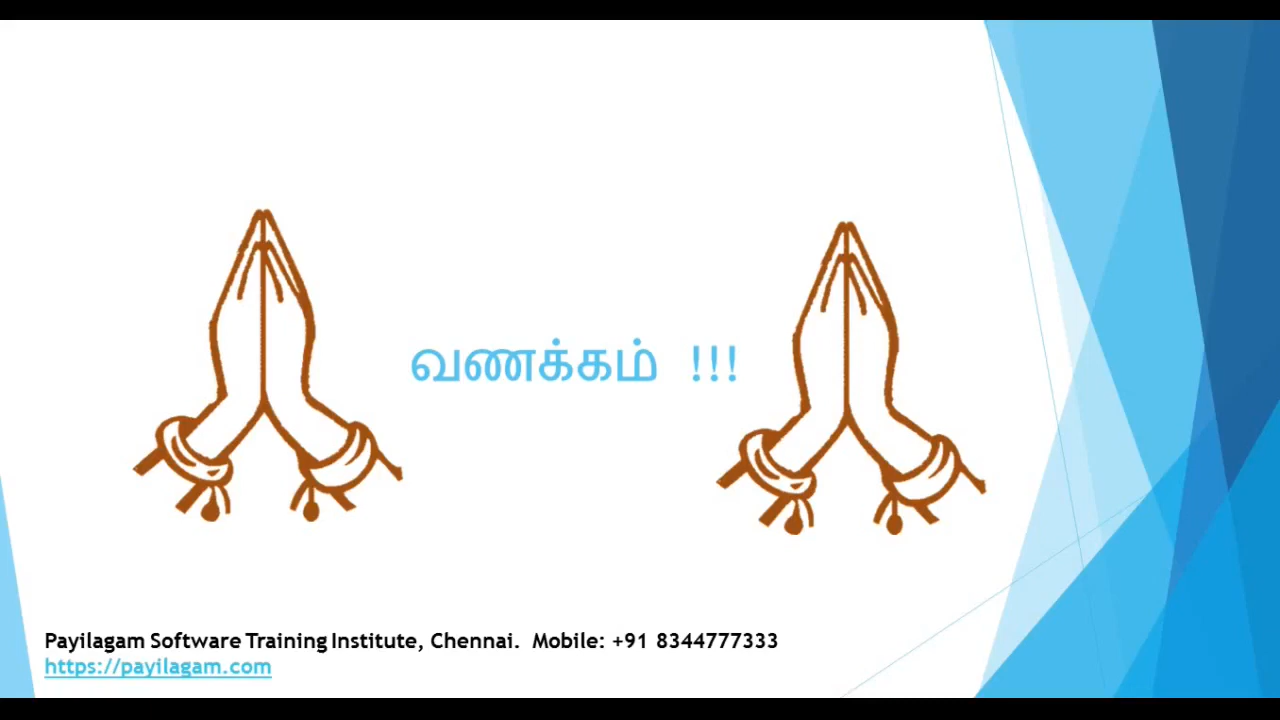 வணக்கம் !!!
Payilagam Software Training Institute, Chennai. Mobile: +91 8344777333
https://payilagam.com